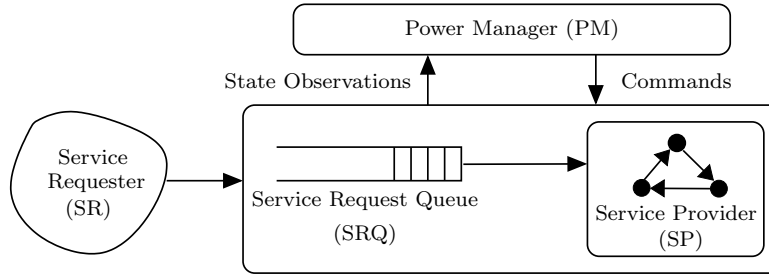 Power Manager (PM)
State Observations
Commands
Service
Requester
(SR)
Service Request Queue
(SRQ)
Service Provider
(SP)